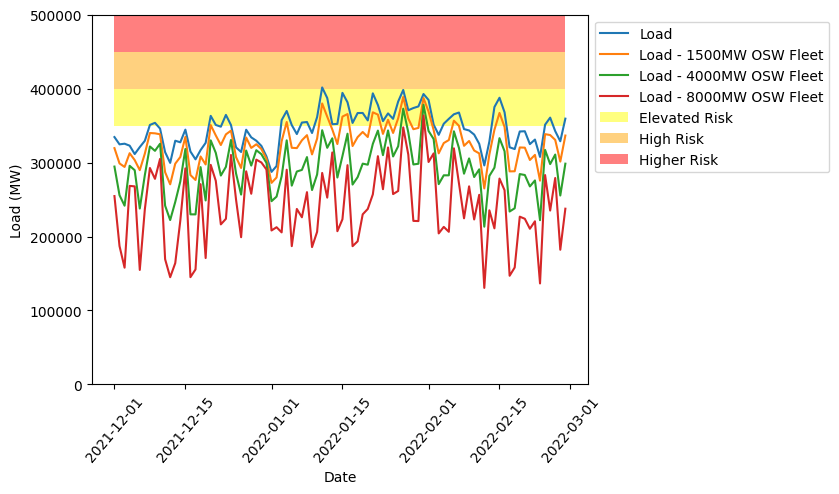 500000
400000
300000
200000
100000
0
Load (MW)
2021-12-01
2021-12-15
2022-01-01
2022-01-15
2022-02-01
2022-02-15
2022-03-01
Date
Load
Load - 1500MW OSW Fleet
Load - 4000MW OSW Fleet
Load - 8000MW OSW Fleet
Elevated Risk
High Risk
Higher Risk